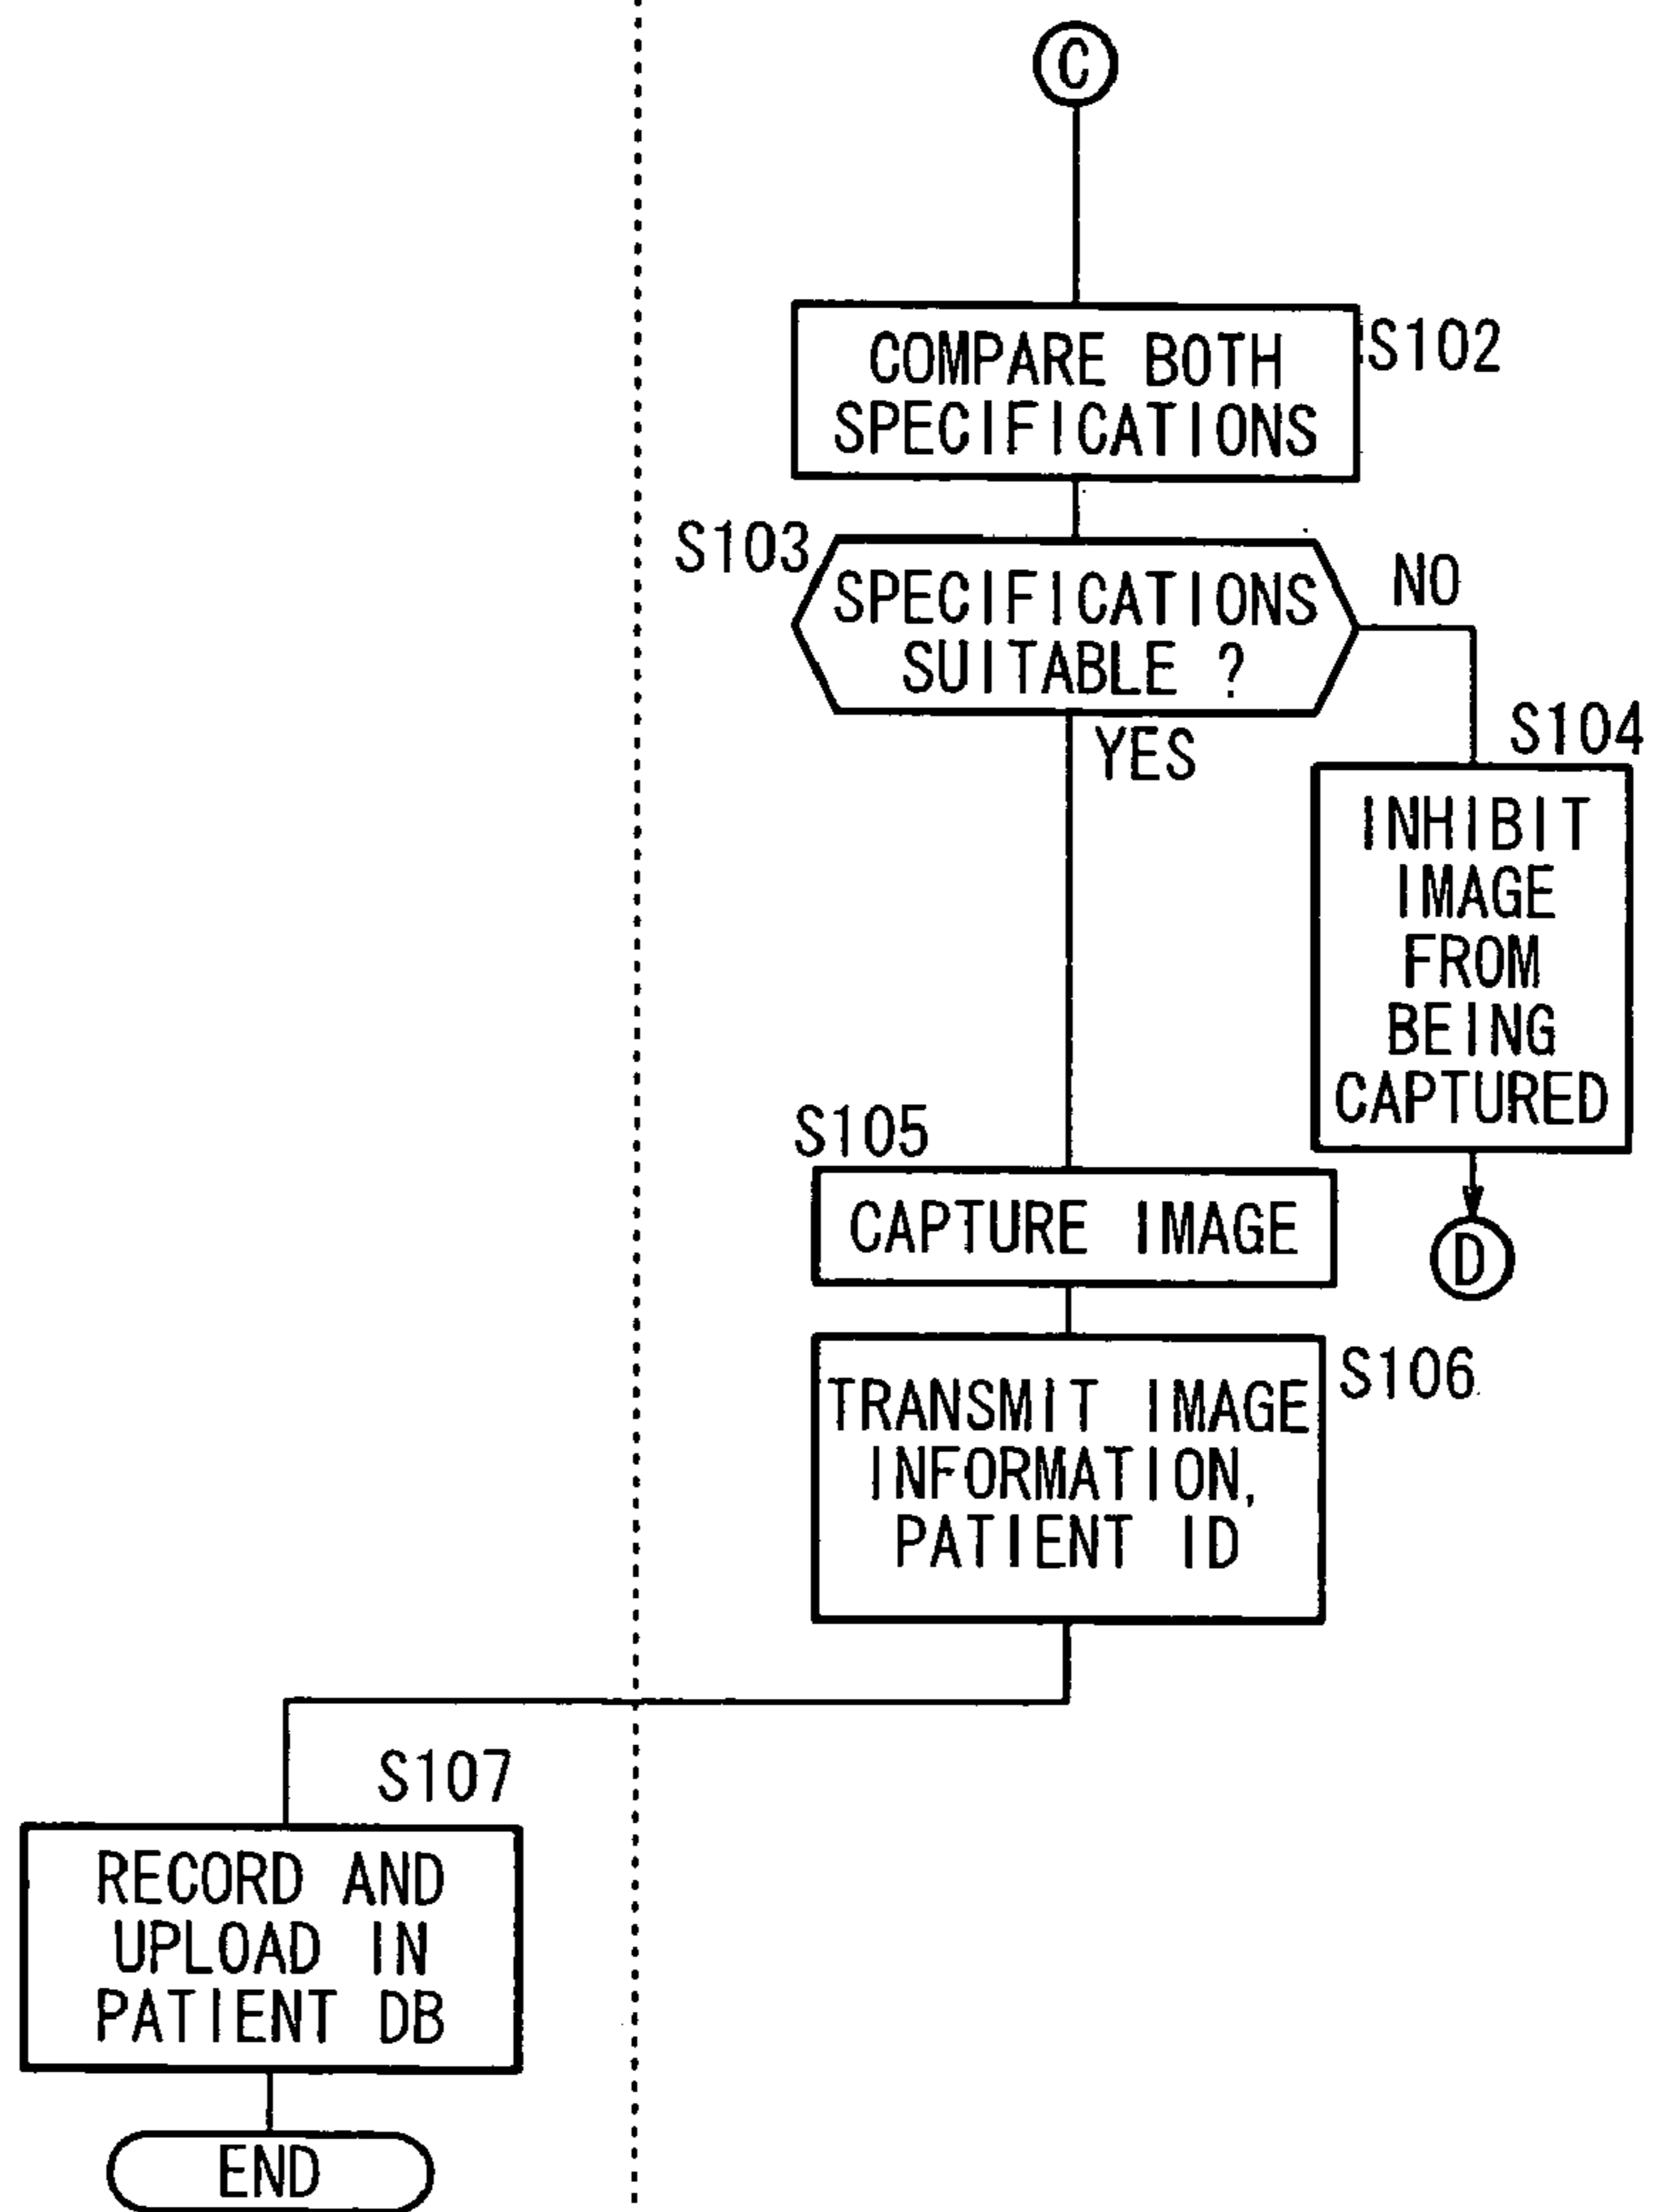 C
COMPARE BOTH
SPECIFICATIONS
S102
S103
SPECIFICATIONS
SUITABLE ?
NO
YES
S104
INHIBIT
IMAGE
FROM
BEING
CAPTURED
D
S105
CAPTURE IMAGE
TRANSMIT IMAGE
INFORMATION,
PATIENT ID
S106
S107
RECORD AND
UPLOAD IN
PATIENT DB
END